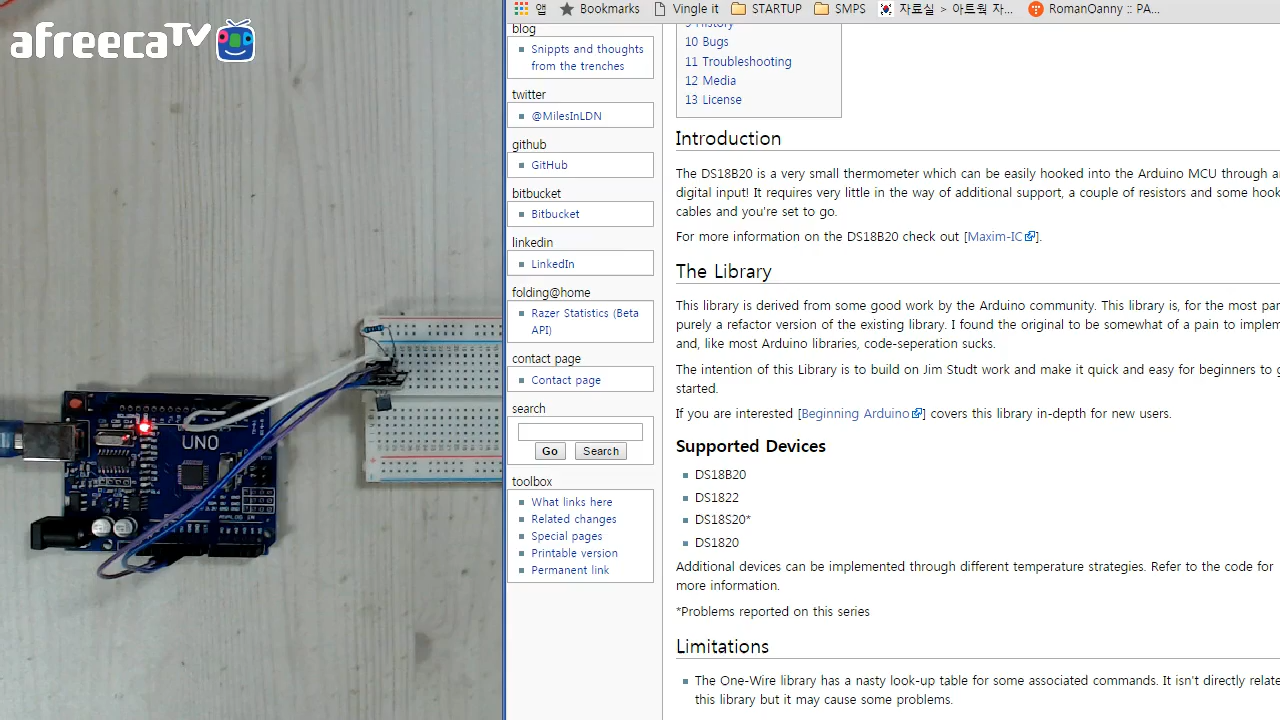 afreecaTV
UNO
앱
Bookmarks
Vingle it
STARTUP
SMPS
자료실 > 아트웍 자...
RomanOanny :: PA...
blog
Snippts and thoughts
from the trenches
twitter
@MilesInLDN
github
GitHub
bitbucket
Bitbucket
linkedin
LinkedIn
folding@home
Razer Statistics (Beta
API)
contact page
Contact page
search
Go
Search
toolbox
What links here
Related changes
Special pages
Printable version
Permanent link
9 History
10 Bugs
11 Troubleshooting
12 Media
13 License
Introduction
The DS18B20 is a very small thermometer which can be easily hooked into the Arduino MCU through
digital input! It requires very little in the way of additional support, a couple of resistors and some
cables and you're set to go.
For more information on the DS18B20 check out [Maxim-IC].
The Library
This library is derived from some good work by the Arduino community. This library is, for the most
purely a refactor version of the existing library. I found the original to be somewhat of a pain to
and, like most Arduino libraries, code-seperation sucks.
The intention of this Library is to build on Jim Studt work and make it quick and easy for beginners to
started.
If you are interested [Beginning Arduino] covers this library in-depth for new users.
Supported Devices
DS18B20
DS1822
DS18S20*
DS1820
Additional devices can be implemented through different temperature strategies. Refer to the code for
more information.
*Problems reported on this series
Limitations
The One-Wire library has a nasty look-up table for some associated commands. It isn't directly
this library but it may cause some problems.